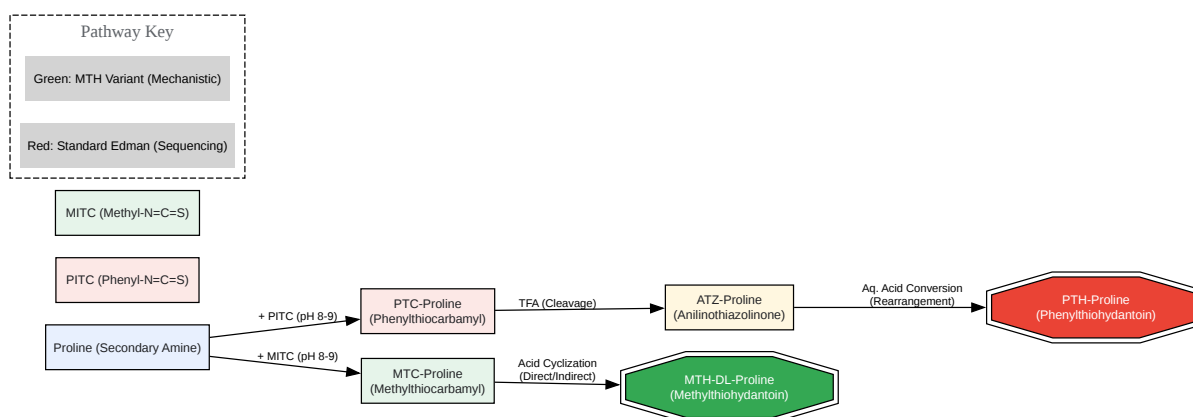 Pathway Key
Green: MTH Variant (Mechanistic)
Red: Standard Edman (Sequencing)
MITC (Methyl-N=C=S)
PITC (Phenyl-N=C=S)
Proline (Secondary Amine)
+ PITC (pH 8-9)
+ MITC (pH 8-9)
PTC-Proline
(Phenylthiocarbamyl)
TFA (Cleavage)
ATZ-Proline
(Anilinothiazolinone)
Aq. Acid Conversion
(Rearrangement)
PTH-Proline
(Phenylthiohydantoin)
MTC-Proline
(Methylthiocarbamyl)
Acid Cyclization
(Direct/Indirect)
MTH-DL-Proline
(Methylthiohydantoin)